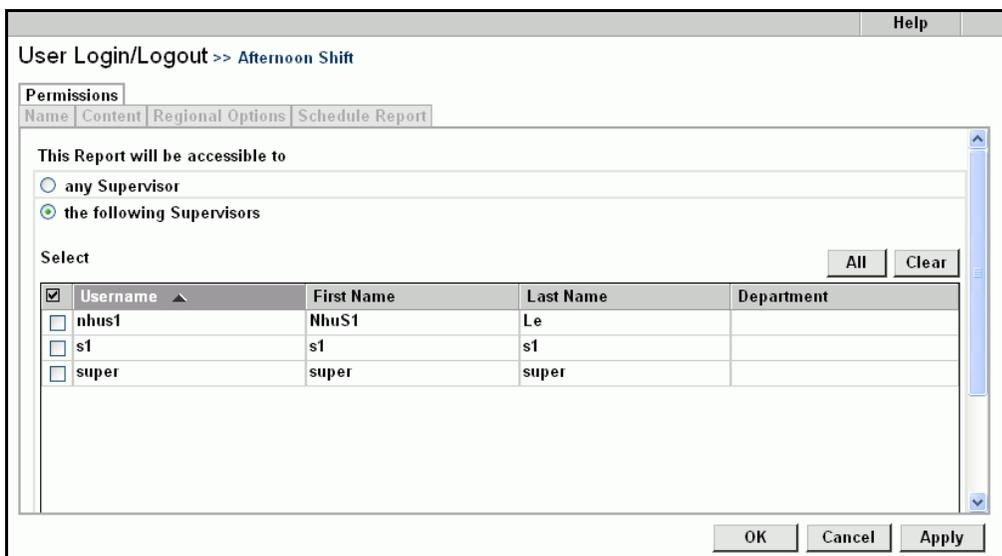 Help
User Login/Logout >> Afternoon Shift
Permissions
Name Content Regional Options Schedule Report
This Report will be accessible to
any Supervisor
the following Supervisors
Select All Clear
Username First Name Last Name Department
nhus1 NhuS1 Le
s1 s1 s1
super super super
OK Cancel Apply